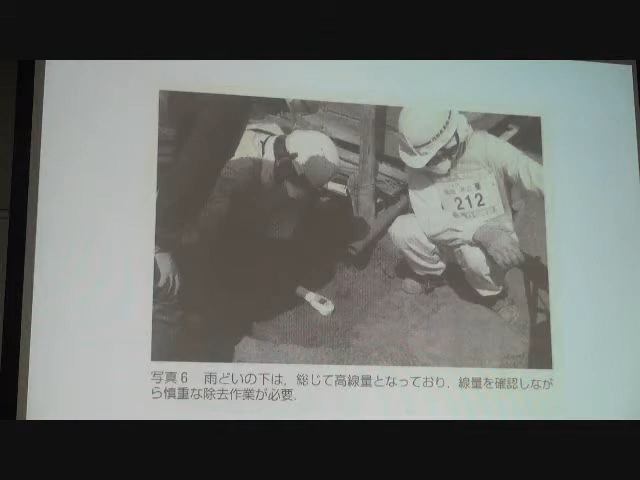 212
写真6 雨どいの下は，総じて高線量となっており，線量を確認しなが
ら慎重な除去作業が必要．